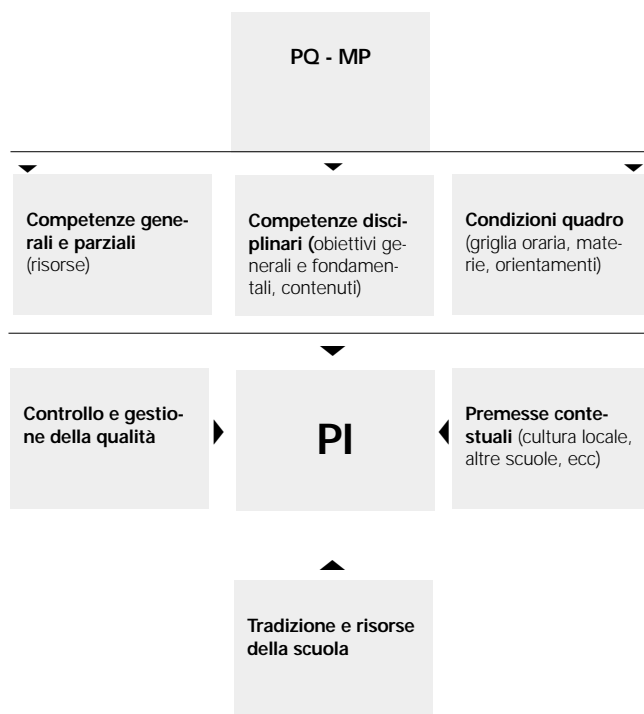 PQ - MP
Competenze gene-
rali e parziali
(risorse)
Competenze disci-
plinari (obiettivi ge-
nerali e fondamen-
tali, contenuti)
Condizioni quadro
(griglia oraria, mate-
rie, orientamenti)
Controllo e gestio-
ne della qualità
PI
Premesse conte-
stuali (cultura locale,
altre scuole, ecc)
Tradizione e risorse
della scuola